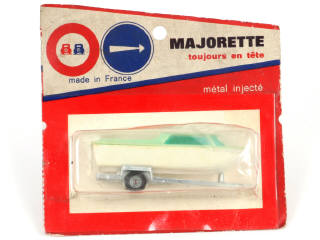 MAJORETTE
toujours en tête
made in France
métal injecté